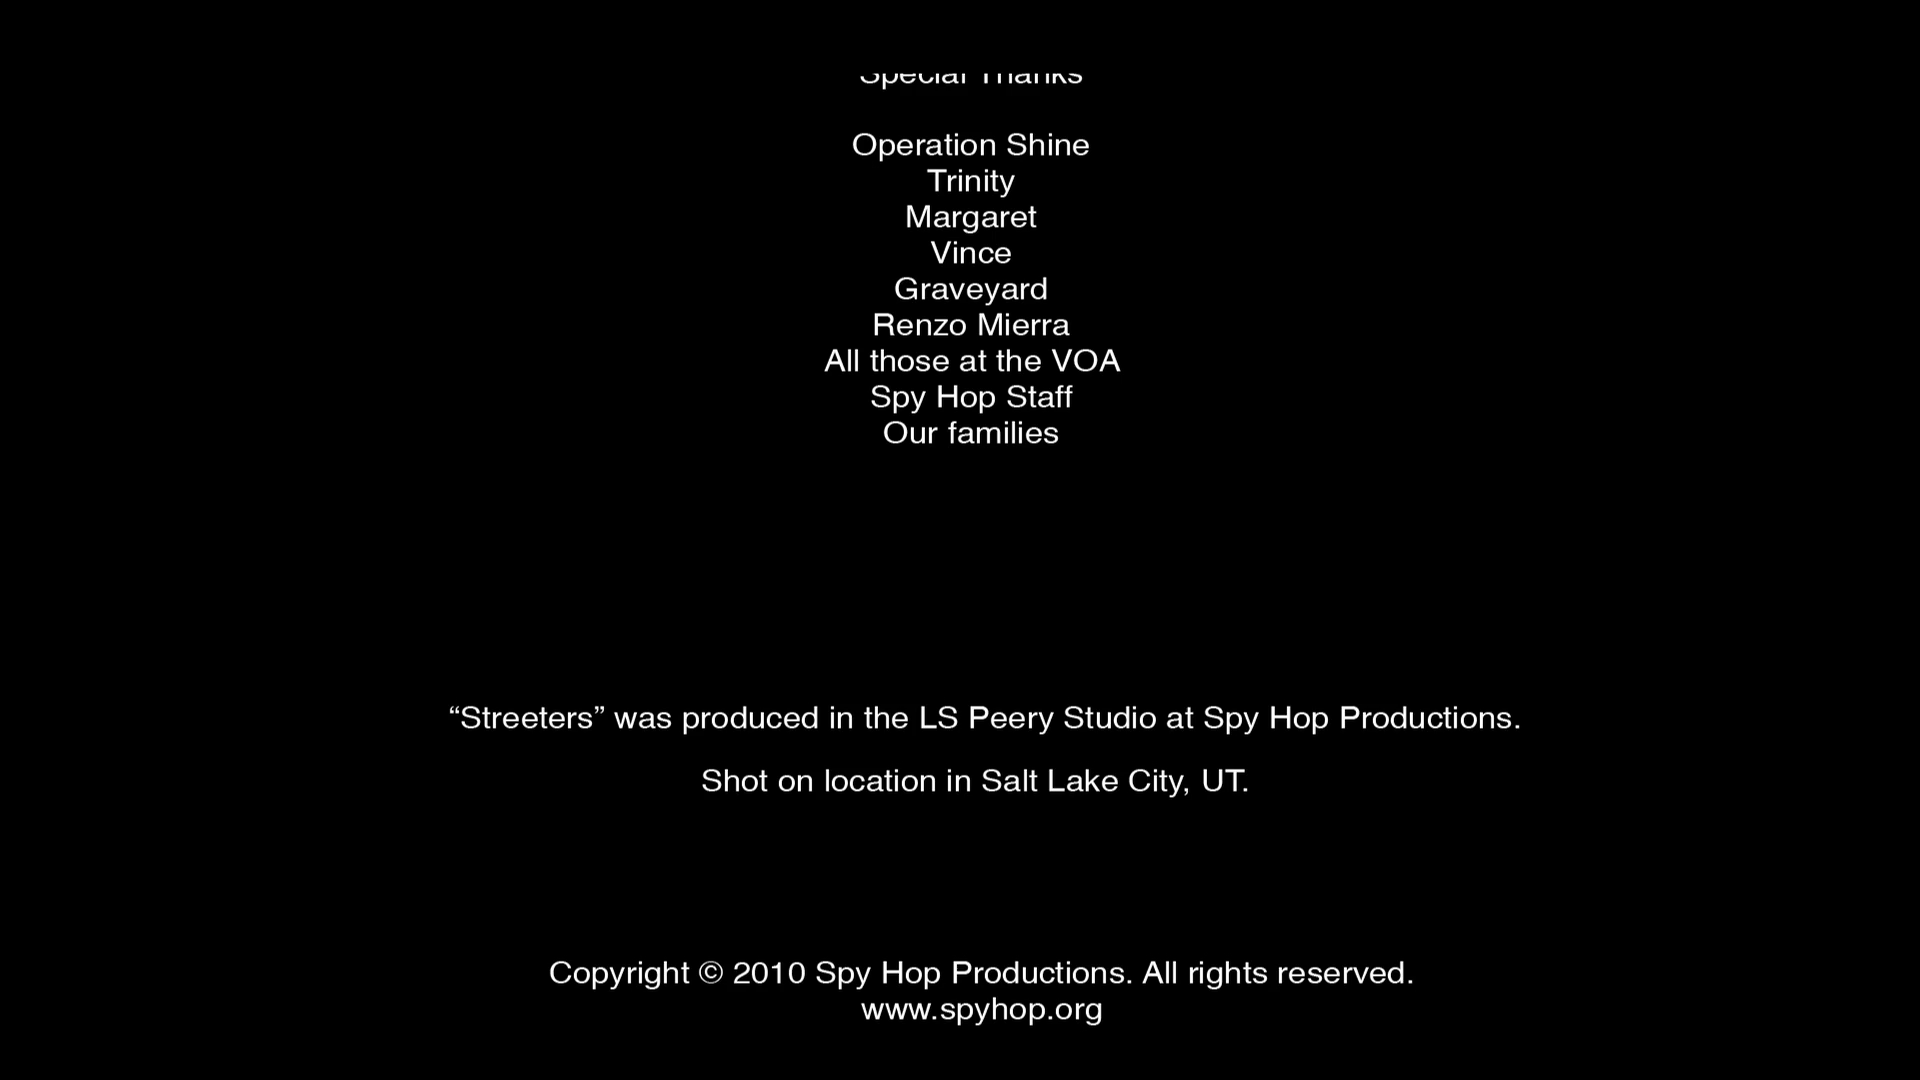 Special Thanks
Operation Shine
Trinity
Margaret
Vince
Graveyard
Renzo Mierra
All those at the VOA
Spy Hop Staff
Our families
“Streeters” was produced in the LS Peery Studio at Spy Hop Productions.
Shot on location in Salt Lake City, UT.
Copyright © 2010 Spy Hop Productions. All rights reserved.
www.spyhop.org